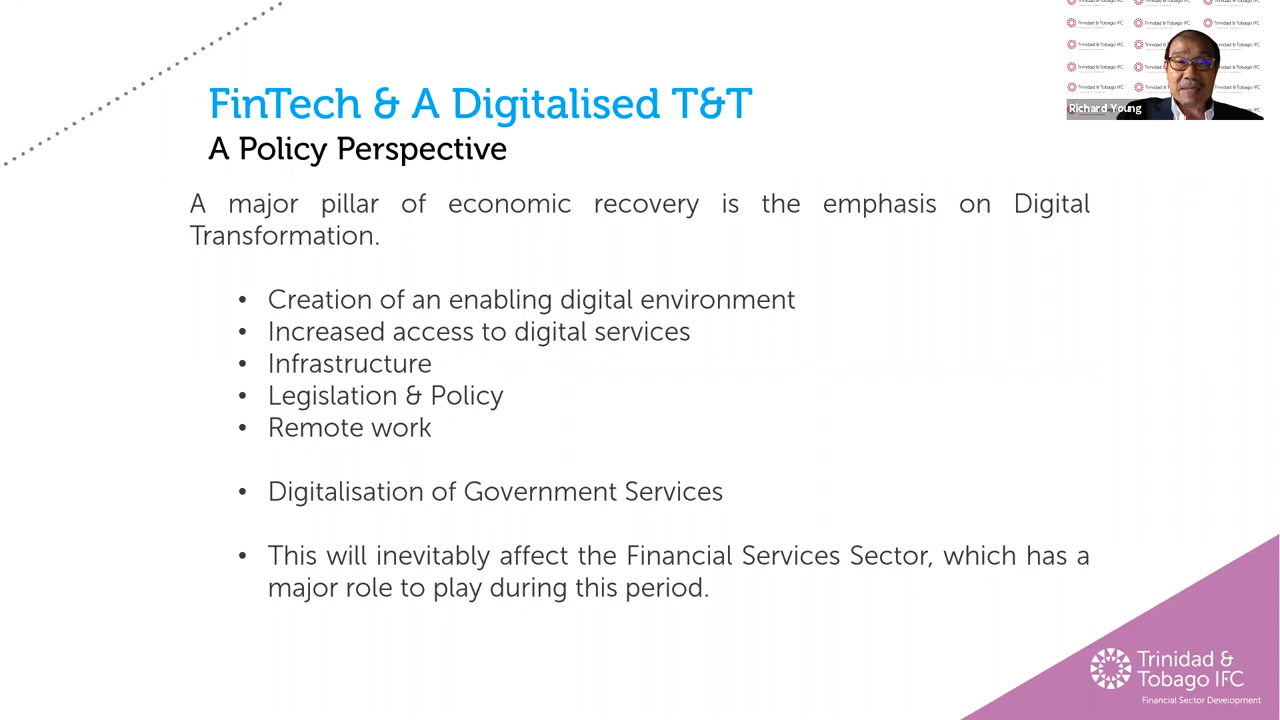 FinTech & A Digitalised T&T
A Policy Perspective
A major pillar of economic recovery is the emphasis on Digital
Transformation.
• Creation of an enabling digital environment
• Increased access to digital services
• Infrastructure
• Legislation & Policy
• Remote work
• Digitalisation of Government Services
• This will inevitably affect the Financial Services Sector, which has a
major role to play during this period.
Trinidad & Tobago IFC
Richard Young
Trinidad &
Tobago IFC
Financial Sector Development